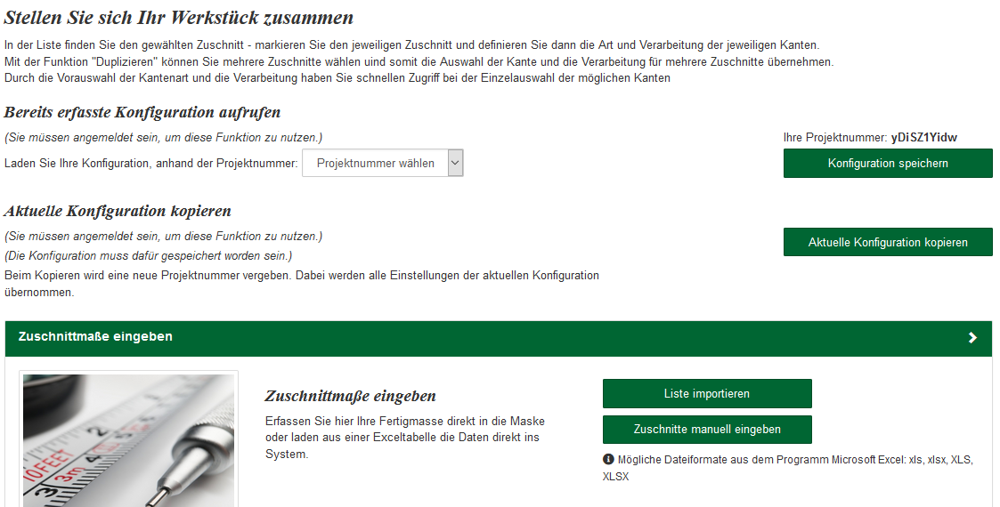 Stellen Sie sich Ihr Werkstück zusammen
In der Liste finden Sie den gewählten Zuschnitt - markieren Sie den jeweiligen Zuschnitt und definieren Sie dann die Art und Verarbeitung der jeweiligen Kanten.
Mit der Funktion "Duplizieren" können Sie mehrere Zuschnitte wählen uind somit die Auswahl der Kante und die Verarbeitung für mehrere Zuschnitte übernehmen.
Durch die Vorauswahl der Kantenart und die Verarbeitung haben Sie schnellen Zugriff bei der Einzelauswahl der möglichen Kanten
Bereits erfasste Konfiguration aufrufen
(Sie müssen angemeldet sein, um diese Funktion zu nutzen.)
Ihre Projektnummer: yDiSZ1Yidw
Laden Sie Ihre Konfiguration, anhand der Projektnummer: Projektnummer wählen
Konfiguration speichern
Aktuelle Konfiguration kopieren
(Sie müssen angemeldet sein, um diese Funktion zu nutzen.)
Aktuelle Konfiguration kopieren
(Die Konfiguration muss dafür gespeichert worden sein.)
Beim Kopieren wird eine neue Projektnummer vergeben. Dabei werden alle Einstellungen der aktuellen Konfiguration
übernommen.
Zuschnittmaße eingeben
Zuschnittmaße eingeben
Erfassen Sie hier Ihre Fertigmasse direkt in die Maske
oder laden aus einer Exceltabelle die Daten direkt ins
System.
Liste importieren
Zuschnitte manuell eingeben
Mögliche Dateiformate aus dem Programm Microsoft Excel: xls, xlsx, XLS,
XLSX
10FEET
3m
2
3
4
5